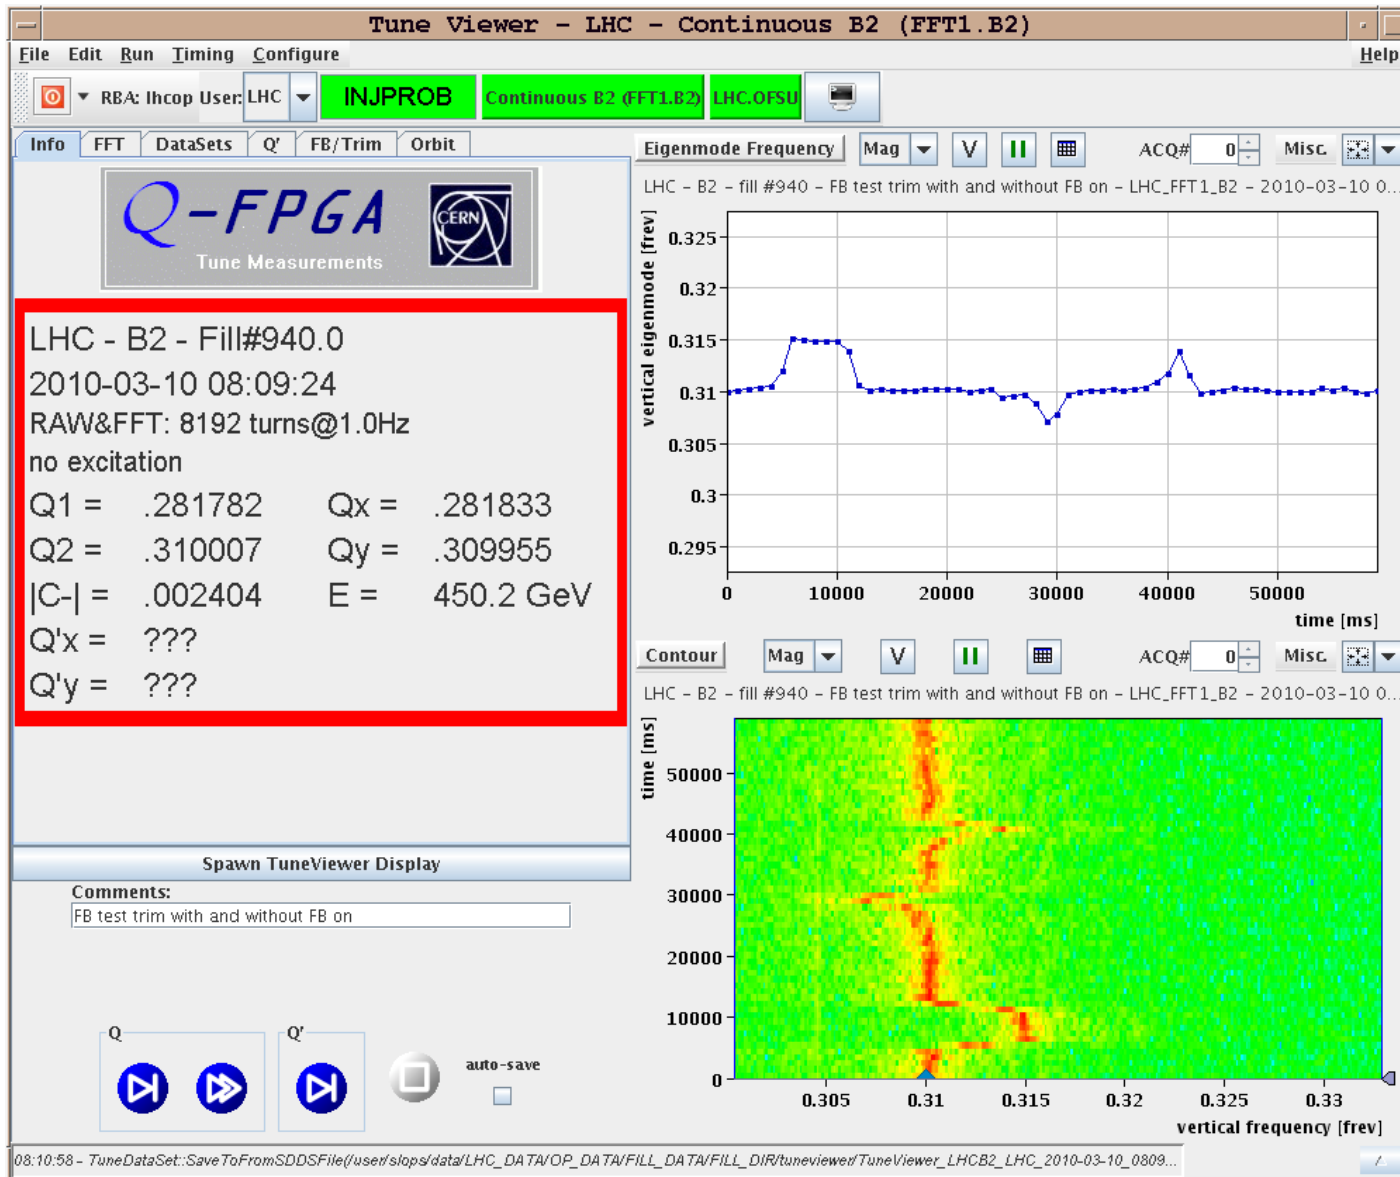 Tune Viewer - LHC - Continuous B2 (FFT1.B2)
File Edit Run Timing Configure Help
RBA: lhcop User: LHC INJPROB Continuous B2 (FFT1.B2) LHC.OFSU
Info FFT DataSets Q' FB/Trim Orbit
Q-FPGA
Tune Measurements
CERN
LHC - B2 - Fill#940.0
2010-03-10 08:09:24
RAW&FFT: 8192 turns@1.0Hz
no excitation
Q1 = .281782 Qx = .281833
Q2 = .310007 Qy = .309955
|C-| = .002404 E = 450.2 GeV
Q'x = ???
Q'y = ???
Spawn TuneViewer Display
Comments:
FB test trim with and without FB on
Q Q'
auto-save
Eigenmode Frequency Mag V ACQ# 0 Misc.
LHC - B2 - fill #940 - FB test trim with and without FB on - LHC_FFT1_B2 - 2010-03-10 0...
vertical eigenmode [frev]
0.325
0.32
0.315
0.31
0.305
0.3
0.295
0 10000 20000 30000 40000 50000
time [ms]
Contour Mag V ACQ# 0 Misc.
LHC - B2 - fill #940 - FB test trim with and without FB on - LHC_FFT1_B2 - 2010-03-10 0...
time [ms]
50000
40000
30000
20000
10000
0
0.305 0.31 0.315 0.32 0.325 0.33
vertical frequency [frev]
08:10:58 - TuneDataSet::SaveToFromSDDSFile(/user/slops/data/LHC_DATA/OP_DATA/FILL_DATA/FILL_DIR/tuneviewer/TuneViewer_LHCB2_LHC_2010-03-10_0809...